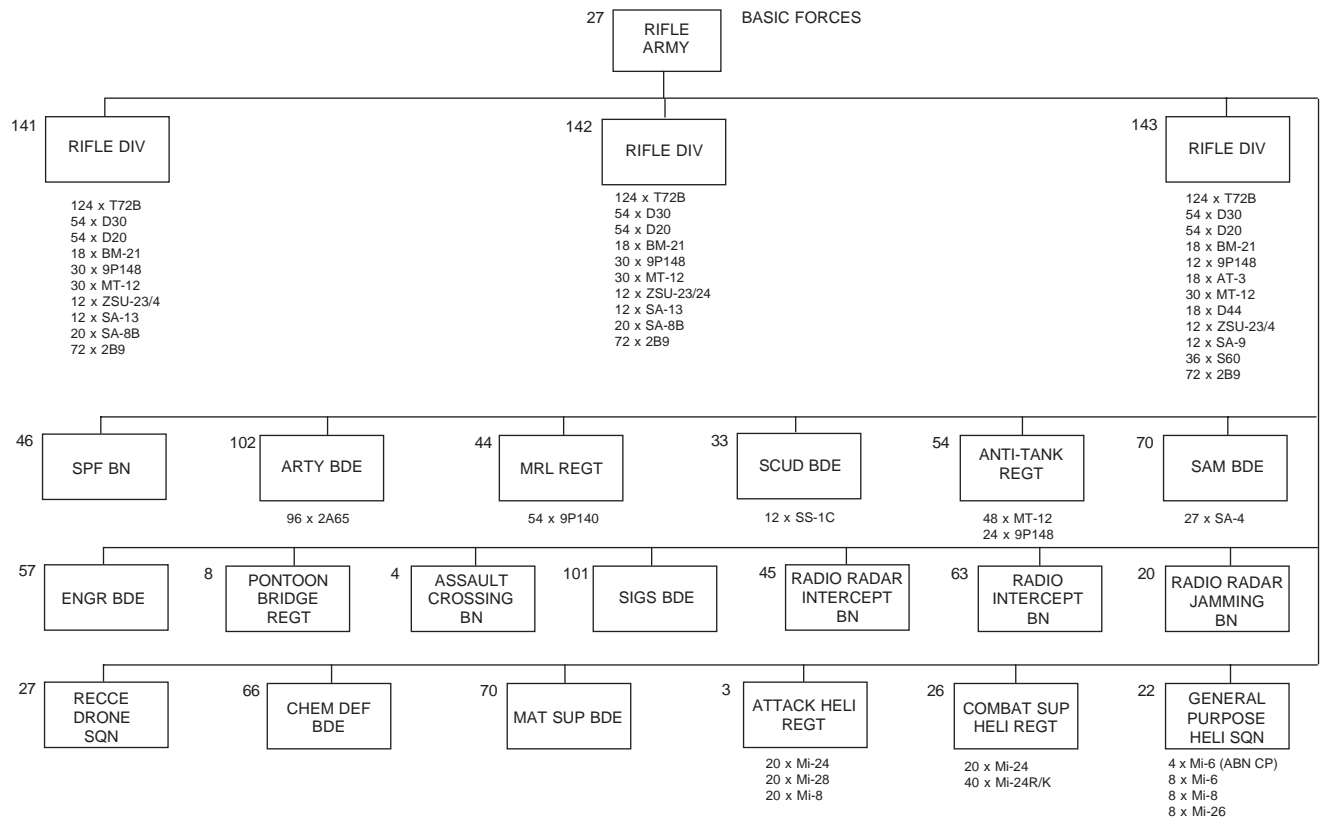 27
RIFLE
ARMY
BASIC FORCES
141
RIFLE DIV
124 x T72B
54 x D30
54 x D20
18 x BM-21
30 x 9P148
30 x MT-12
12 x ZSU-23/4
12 x SA-13
20 x SA-8B
72 x 2B9
142
RIFLE DIV
124 x T72B
54 x D30
54 x D20
18 x BM-21
30 x 9P148
30 x MT-12
12 x ZSU-23/24
12 x SA-13
20 x SA-8B
72 x 2B9
143
RIFLE DIV
124 x T72B
54 x D30
54 x D20
18 x BM-21
12 x 9P148
18 x AT-3
30 x MT-12
18 x D44
12 x ZSU-23/4
12 x SA-9
36 x S60
72 x 2B9
46
SPF BN
102
ARTY BDE
96 x 2A65
44
MRL REGT
54 x 9P140
33
SCUD BDE
12 x SS-1C
54
ANTI-TANK
REGT
48 x MT-12
24 x 9P148
70
SAM BDE
27 x SA-4
57
ENGR BDE
8
PONTOON
BRIDGE
REGT
4
ASSAULT
CROSSING
BN
101
SIGS BDE
45
RADIO RADAR
INTERCEPT
BN
63
RADIO
INTERCEPT
BN
20
RADIO RADAR
JAMMING
BN
27
RECCE
DRONE
SQN
66
CHEM DEF
BDE
70
MAT SUP BDE
3
ATTACK HELI
REGT
20 x Mi-24
20 x Mi-28
20 x Mi-8
26
COMBAT SUP
HELI REGT
20 x Mi-24
40 x Mi-24R/K
22
GENERAL
PURPOSE
HELI SQN
4 x Mi-6 (ABN CP)
8 x Mi-6
8 x Mi-8
8 x Mi-26